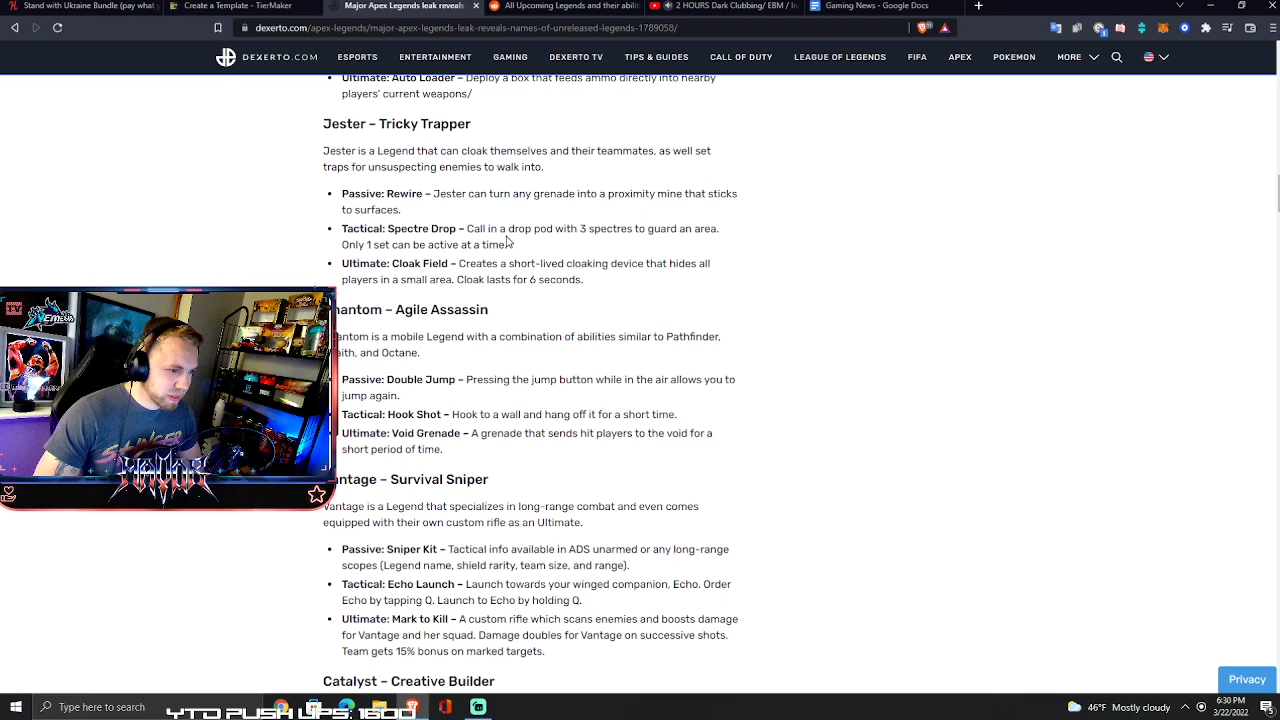 Stand with Ukraine Bundle (pay what
Create a Template - TierMaker
Major Apex Legends leak reveals
All Upcoming Legends and their abiliti
2 HOURS Dark Clubbing/ EBM / In
Gaming News - Google Docs
dexerto.com/apex-legends/major-apex-legends-leak-reveals-names-of-unreleased-legends-1789058/
DEXERTO.COM
ESPORTS
ENTERTAINMENT
GAMING
DEXERTO TV
TIPS & GUIDES
CALL OF DUTY
LEAGUE OF LEGENDS
FIFA
APEX
POKEMON
MORE
Ultimate: Auto Loader – Deploy a box that feeds ammo directly into nearby
players' current weapons/
Jester – Tricky Trapper
Jester is a Legend that can cloak themselves and their teammates, as well set
traps for unsuspecting enemies to walk into.
• Passive: Rewire – Jester can turn any grenade into a proximity mine that sticks
to surfaces.
• Tactical: Spectre Drop – Call in a drop pod with 3 spectres to guard an area.
Only 1 set can be active at a time.
• Ultimate: Cloak Field – Creates a short-lived cloaking device that hides all
players in a small area. Cloak lasts for 6 seconds.
hantom – Agile Assassin
antom is a mobile Legend with a combination of abilities similar to Pathfinder,
aith, and Octane.
Passive: Double Jump – Pressing the jump button while in the air allows you to
jump again.
Tactical: Hook Shot – Hook to a wall and hang off it for a short time.
Ultimate: Void Grenade – A grenade that sends hit players to the void for a
short period of time.
antage – Survival Sniper
Vantage is a Legend that specializes in long-range combat and even comes
equipped with their own custom rifle as an Ultimate.
• Passive: Sniper Kit – Tactical info available in ADS unarmed or any long-range
scopes (Legend name, shield rarity, team size, and range).
• Tactical: Echo Launch – Launch towards your winged companion, Echo. Order
Echo by tapping Q. Launch to Echo by holding Q.
• Ultimate: Mark to Kill – A custom rifle which scans enemies and boosts damage
for Vantage and her squad. Damage doubles for Vantage on successive shots.
Team gets 15% bonus on marked targets.
Catalyst – Creative Builder
NEMESIS
HAVOK
Privacy
Type here to search
YTD PUSH UPS: 1500
48°F Mostly cloudy
6:30 PM
3/22/2022